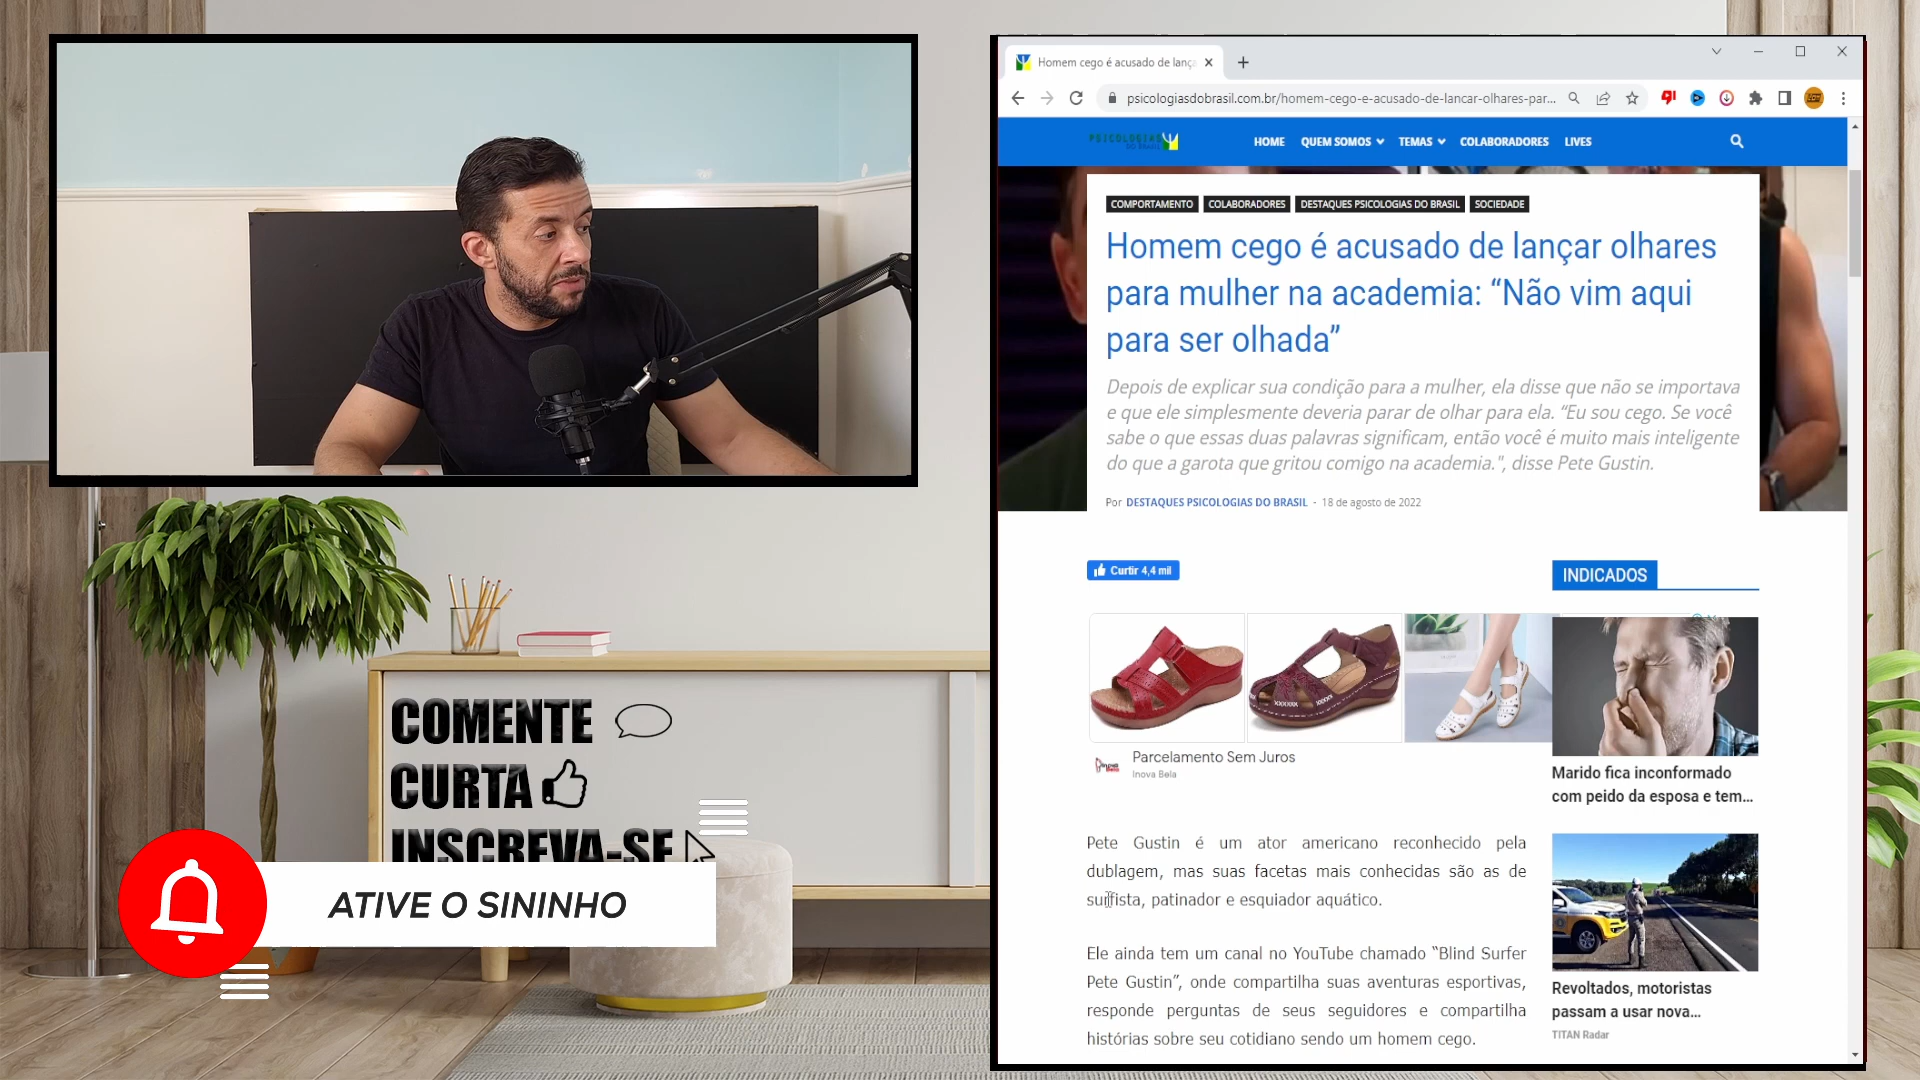 COMENTE
CURTA
INSCREVA-SE
ATIVE O SININHO
Homem cego é acusado de lança
psicologiasdobrasil.com.br/homem-cego-e-acusado-de-lancar-olhares-par...
PSICOLOGIAS
DO BRASIL
HOME QUEM SOMOS TEMAS COLABORADORES LIVES
COMPORTAMENTO COLABORADORES DESTAQUES PSICOLOGIAS DO BRASIL SOCIEDADE
Homem cego é acusado de lançar olhares
para mulher na academia: “Não vim aqui
para ser olhada”
Depois de explicar sua condição para a mulher, ela disse que não se importava
e que ele simplesmente deveria parar de olhar para ela. “Eu sou cego. Se você
sabe o que essas duas palavras significam, então você é muito mais inteligente
do que a garota que gritou comigo na academia.", disse Pete Gustin.
Por DESTAQUES PSICOLOGIAS DO BRASIL - 18 de agosto de 2022
Curtir 4,4 mil
Parcelamento Sem Juros
Inova Bela
Pete Gustin é um ator americano reconhecido pela
dublagem, mas suas facetas mais conhecidas são as de
surfista, patinador e esquiador aquático.
Ele ainda tem um canal no YouTube chamado “Blind Surfer
Pete Gustin”, onde compartilha suas aventuras esportivas,
responde perguntas de seus seguidores e compartilha
histórias sobre seu cotidiano sendo um homem cego.
INDICADOS
Marido fica inconformado
com peido da esposa e tem...
Revoltados, motoristas
passam a usar nova...
TITAN Radar